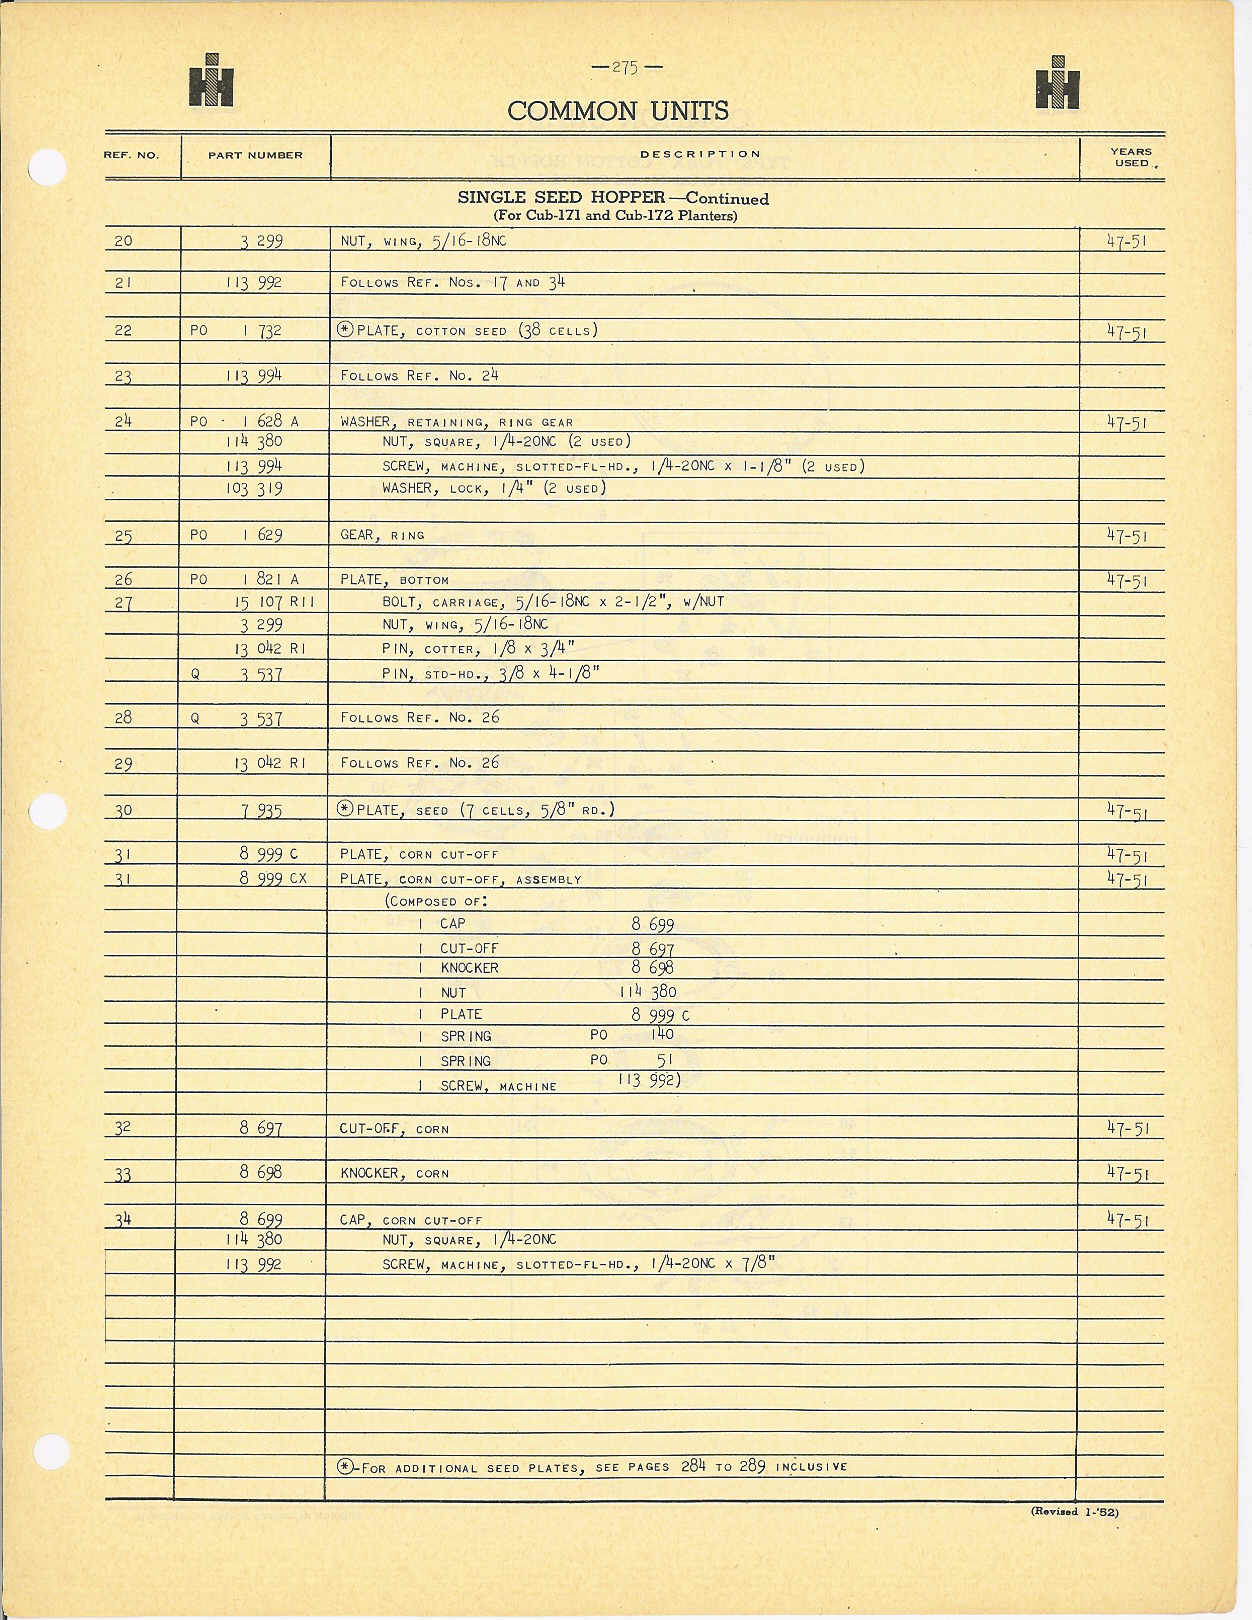 —275—
COMMON UNITS
REF. NO. PART NUMBER DESCRIPTION YEARS USED
SINGLE SEED HOPPER—Continued
(For Cub-171 and Cub-172 Planters)
20 3 299 NUT, WING, 5/16-18NC 47-51
21 113 992 FOLLOWS REF. NOS. 17 AND 34
22 PO 1 732 ⊛PLATE, COTTON SEED (38 CELLS) 47-51
23 113 994 FOLLOWS REF. NO. 24
24 PO 1 628 A WASHER, RETAINING, RING GEAR 47-51
114 380 NUT, SQUARE, 1/4-20NC (2 USED)
113 994 SCREW, MACHINE, SLOTTED-FL-HD., 1/4-20NC X 1-1/8" (2 USED)
103 319 WASHER, LOCK, 1/4" (2 USED)
25 PO 1 629 GEAR, RING 47-51
26 PO 1 821 A PLATE, BOTTOM 47-51
27 15 107 R11 BOLT, CARRIAGE, 5/16-18NC X 2-1/2", W/NUT
3 299 NUT, WING, 5/16-18NC
13 042 R1 PIN, COTTER, 1/8 X 3/4"
Q 3 537 PIN, STD-HD., 3/8 X 4-1/8"
28 Q 3 537 FOLLOWS REF. NO. 26
29 13 042 R1 FOLLOWS REF. NO. 26
30 7 935 ⊛PLATE, SEED (7 CELLS, 5/8" RD.) 47-51
31 8 999 C PLATE, CORN CUT-OFF 47-51
31 8 999 CX PLATE, CORN CUT-OFF, ASSEMBLY 47-51
(COMPOSED OF:
1 CAP 8 699
1 CUT-OFF 8 697
1 KNOCKER 8 698
1 NUT 114 380
1 PLATE 8 999 C
1 SPRING PO 140
1 SPRING PO 51
1 SCREW, MACHINE 113 992)
32 8 697 CUT-OFF, CORN 47-51
33 8 698 KNOCKER, CORN 47-51
34 8 699 CAP, CORN CUT-OFF 47-51
114 380 NUT, SQUARE, 1/4-20NC
113 992 SCREW, MACHINE, SLOTTED-FL-HD., 1/4-20NC X 7/8"
⊛-FOR ADDITIONAL SEED PLATES, SEE PAGES 284 TO 289 INCLUSIVE
(Revised 1-'52)